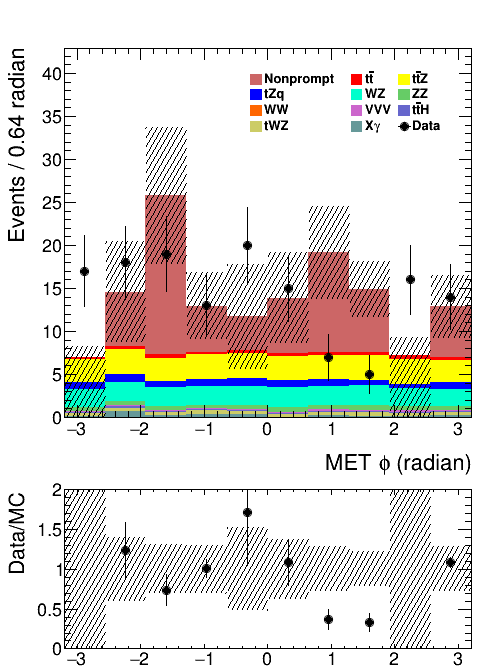 Events / 0.64 radian
40
35
30
25
20
15
10
5
0
Nonprompt tt̄ tt̄Z
tZq WZ ZZ
WW VVV tt̄H
tWZ Xγ Data
−3 −2 −1 0 1 2 3
MET ϕ (radian)
Data/MC
2
1.5
1
0.5
0
−3 −2 −1 0 1 2 3